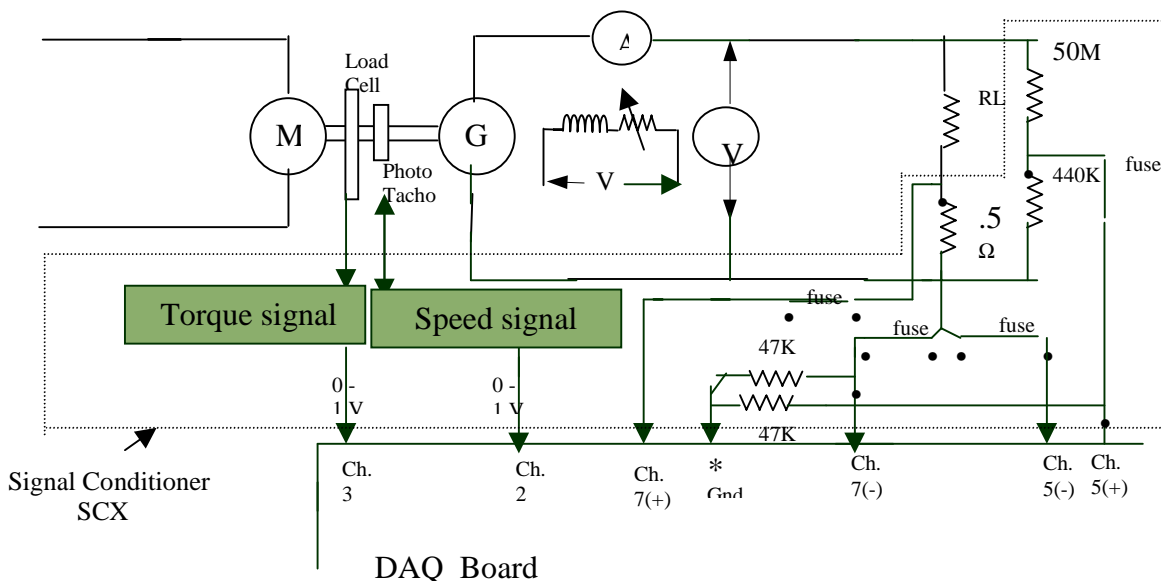 50M
Load
Cell
RL
M
G
V
fuse
Photo
Tacho
V
440K
.5
Ω
Torque signal
Speed signal
fuse
fuse
fuse
47K
0 -
1 V
0 -
1 V
47K
Signal Conditioner
SCX
Ch.
3
Ch.
2
Ch.
7(+)
*
Gnd
Ch.
7(-)
Ch.
5(-)
Ch.
5(+)
DAQ Board